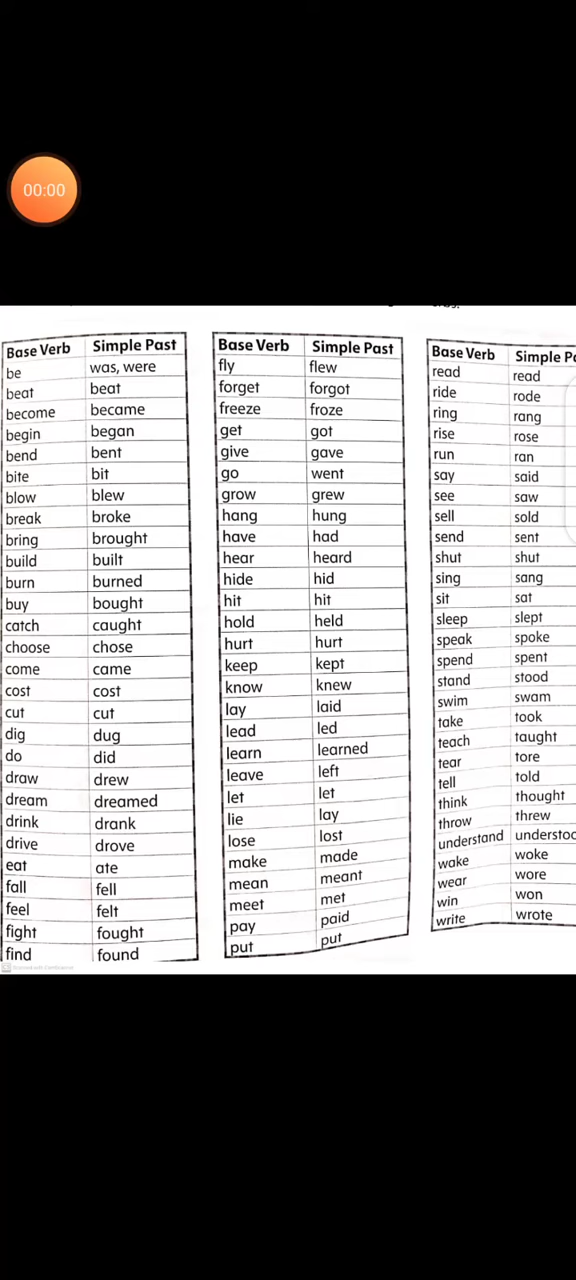 00:00
Base Verb Simple Past
be was, were
beat beat
become became
begin began
bend bent
bite bit
blow blew
break broke
bring brought
build built
burn burned
buy bought
catch caught
choose chose
come came
cost cost
cut cut
dig dug
do did
draw drew
dream dreamed
drink drank
drive drove
eat ate
fall fell
feel felt
fight fought
find found
Base Verb Simple Past
fly flew
forget forgot
freeze froze
get got
give gave
go went
grow grew
hang hung
have had
hear heard
hide hid
hit hit
hold held
hurt hurt
keep kept
know knew
lay laid
lead led
learn learned
leave left
let let
lie lay
lose lost
make made
mean meant
meet met
pay paid
put put
Base Verb Simple Pa
read read
ride rode
ring rang
rise rose
run ran
say said
see saw
sell sold
send sent
shut shut
sing sang
sit sat
sleep slept
speak spoke
spend spent
stand stood
swim swam
take took
teach taught
tear tore
tell told
think thought
throw threw
understand understoo
wake woke
wear wore
win won
write wrote